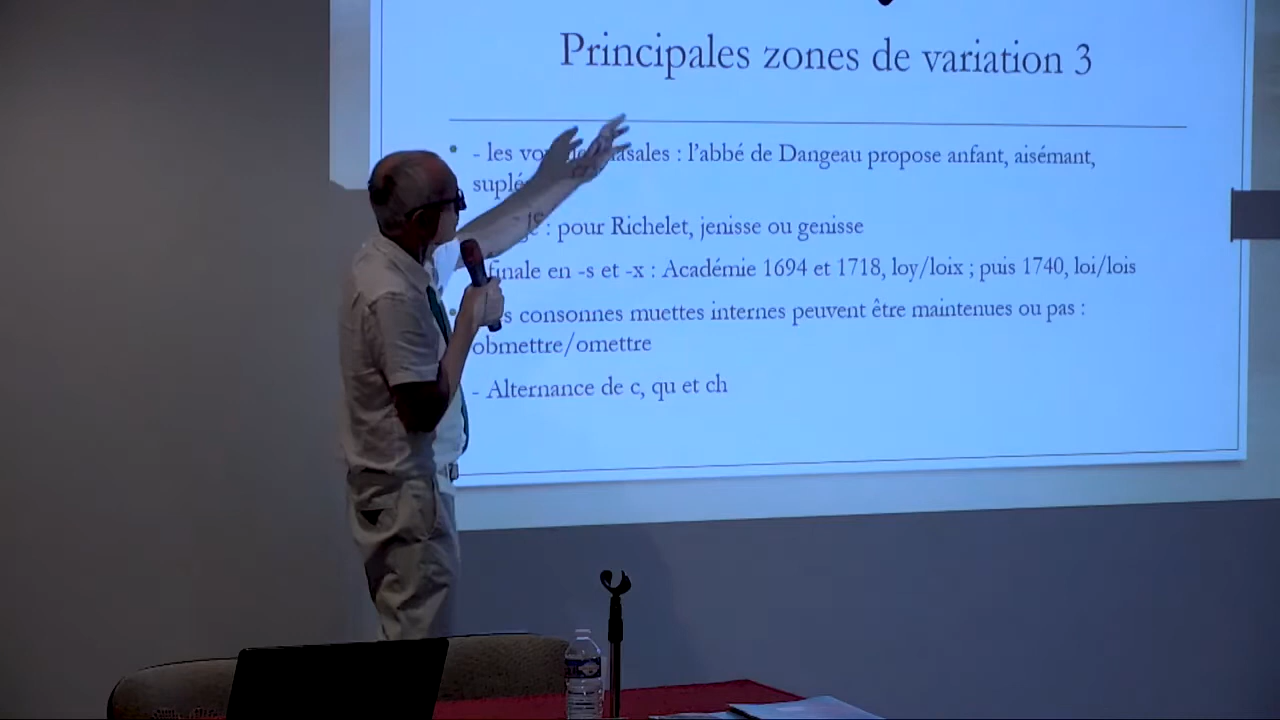 Principales zones de variation 3
- les nasales : l'abbé de Dangeau propose anfant, aisémant,
je : pour Richelet, jenisse ou genisse
finale en -s et -x : Académie 1694 et 1718, loy/loix ; puis 1740, loi/lois
consonnes muettes internes peuvent être maintenues ou pas :
obmettre/omettre
- Alternance de c, qu et ch